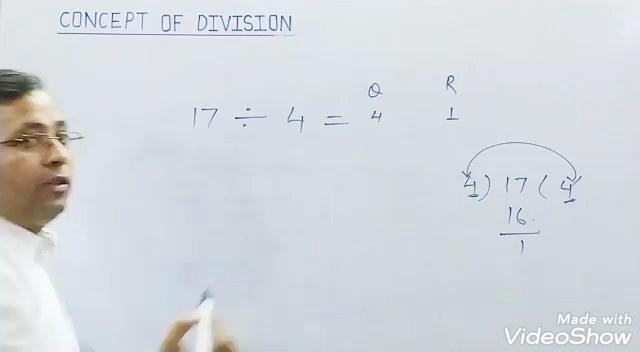 CONCEPT OF DIVISION
Q R
17 ÷ 4 = 4 1
4) 17 ( 4
16
1
Made with
VideoShow